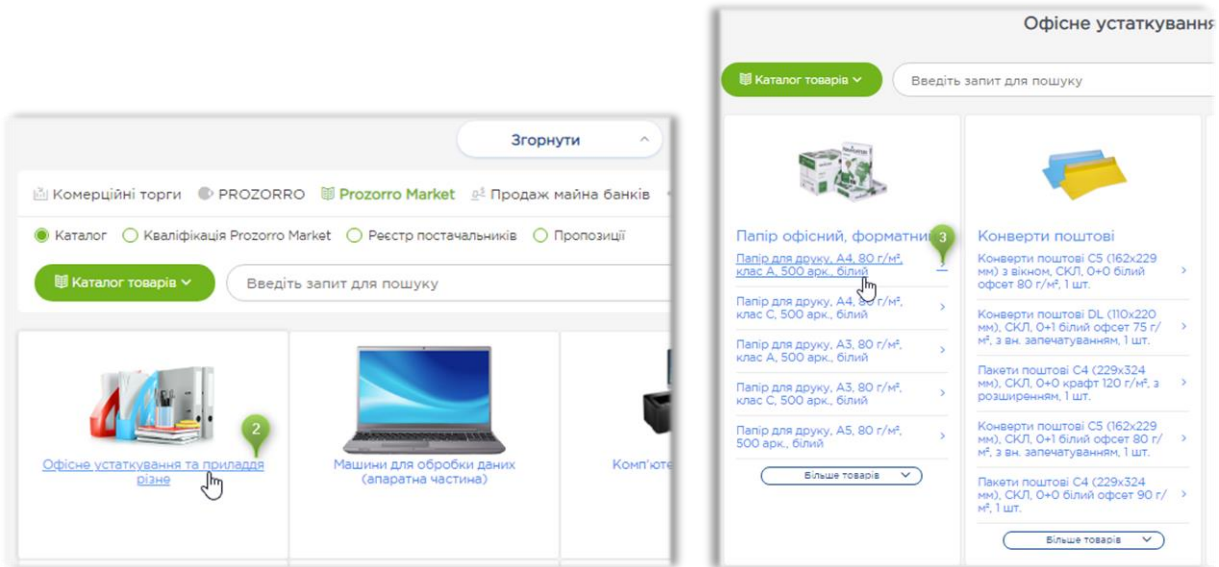 Згорнути
Комерційні торги PROZORRO Prozorro Market Продаж майна банків
Каталог Кваліфікація Prozorro Market Реєстр постачальників Пропозиції
Каталог товарів Введіть запит для пошуку
2
Офісне устаткування та приладдя
різне
Машини для обробки даних
(апаратна частина)
Комп'юте
Офісне устаткування
Каталог товарів Введіть запит для пошуку
Папір офісний, форматни
3
Папір для друку, А4, 80 г/м²,
клас А, 500 арк., білий
Папір для друку, А4, 80 г/м²,
клас С, 500 арк., білий
Папір для друку, А3, 80 г/м²,
клас А, 500 арк., білий
Папір для друку, А3, 80 г/м²,
клас С, 500 арк., білий
Папір для друку, А5, 80 г/м²,
500 арк., білий
Більше товарів
Конверти поштові
Конверти поштові С5 (162х229
мм) з вікном, СКЛ, 0+0 білий
офсет 80 г/м², 1 шт.
Конверти поштові DL (110х220
мм), СКЛ, 0+1 білий офсет 75 г/
м², з вн. запечатуванням, 1 шт.
Пакети поштові С4 (229х324
мм), СКЛ, 0+0 крафт 120 г/м², з
розширенням, 1 шт.
Конверти поштові С5 (162х229
мм), СКЛ, 0+1 білий офсет 80 г/
м², з вн. запечатуванням, 1 шт.
Пакети поштові С4 (229х324
мм), СКЛ, 0+0 білий офсет 90 г/
м², 1 шт.
Більше товарів